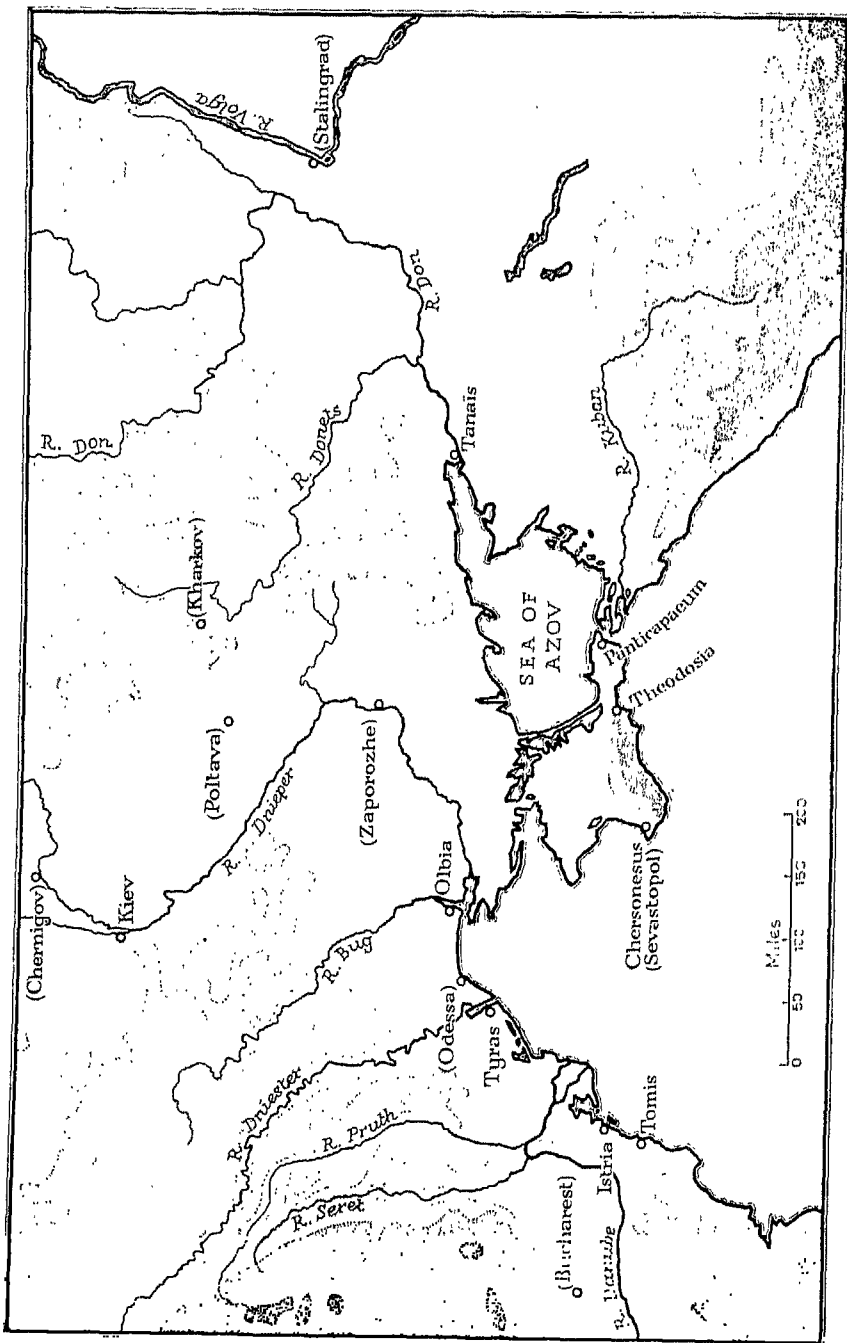 (Chernigov)
Kiev
R. Dnieper
(Poltava)
(Kharkov)
R. Don
R. Donets
R. Volga
(Stalingrad)
R. Don
Tanais
(Zaporozhe)
R. Bug
Olbia
(Odessa)
Tyras
R. Dniester
R. Pruth
R. Seret
(Bucharest)
R. Danube
Istria
Tomis
SEA OF
AZOV
R. Kuban
Panticapaeum
Theodosia
Chersonesus
(Sevastopol)
Miles
0 50 100 150 200